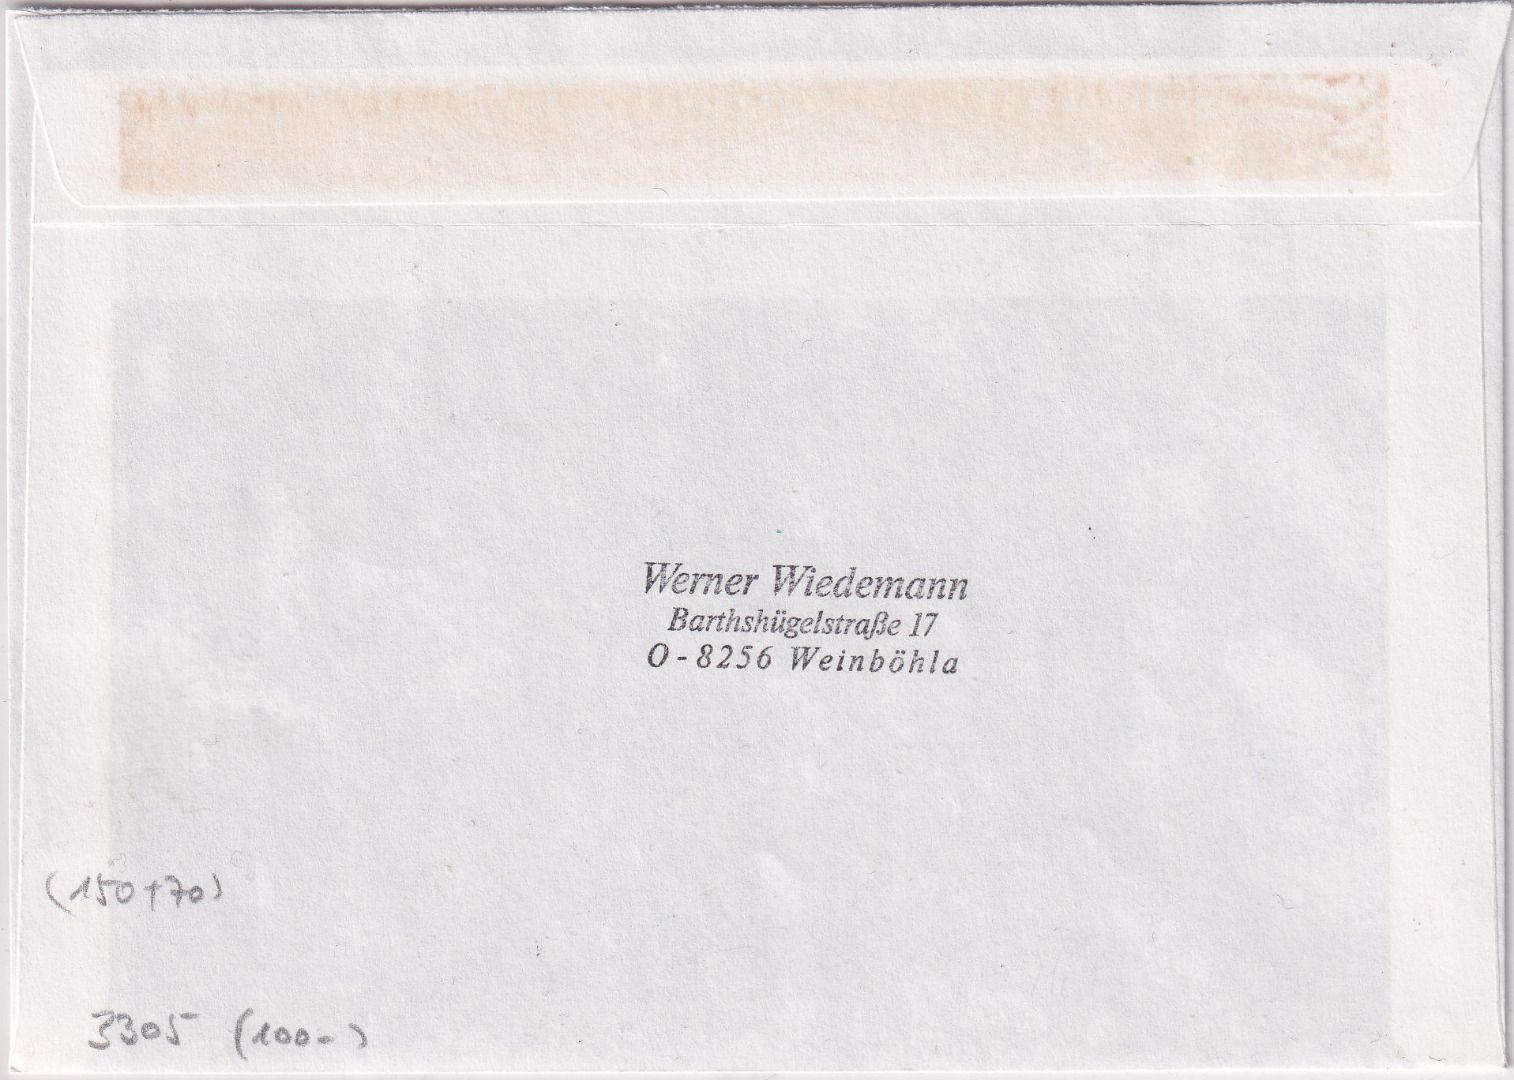 Werner Wiedemann
Barthshügelstraße 17
O - 8256 Weinböhla
(150+70)
3305 (100.-)